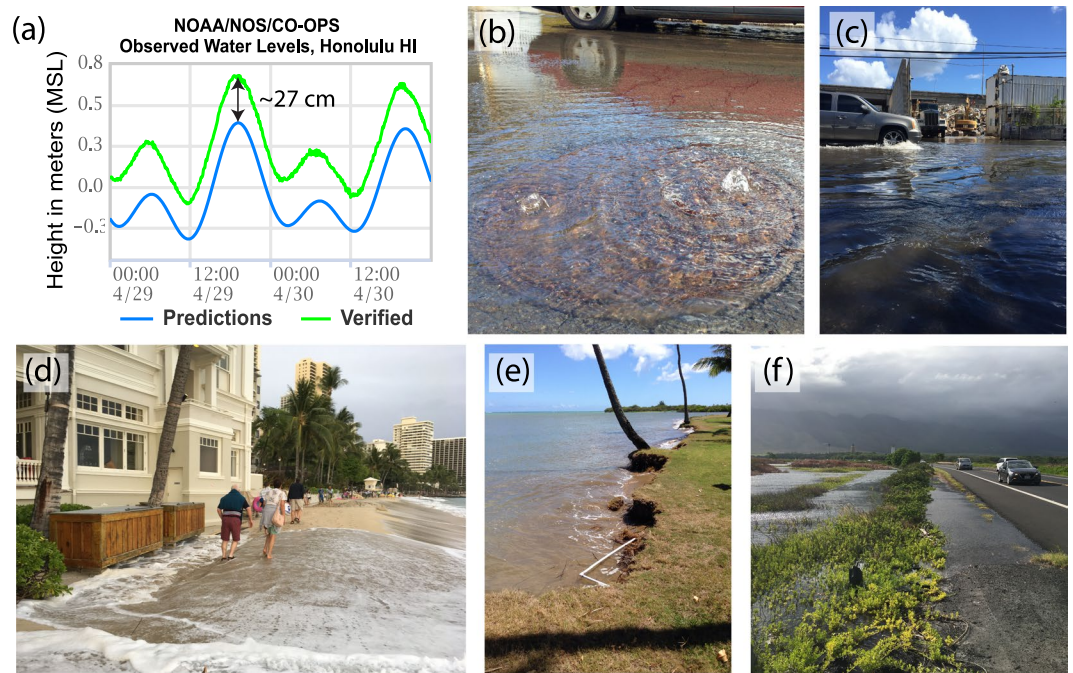 (a)
NOAA/NOS/CO-OPS
Observed Water Levels, Honolulu HI
Height in meters (MSL)
0.8
0.5
0.3
0.0
-0.3
~27 cm
00:00 12:00 00:00 12:00
4/29 4/29 4/30 4/30
Predictions Verified
(b)
(c)
(d)
(e)
(f)